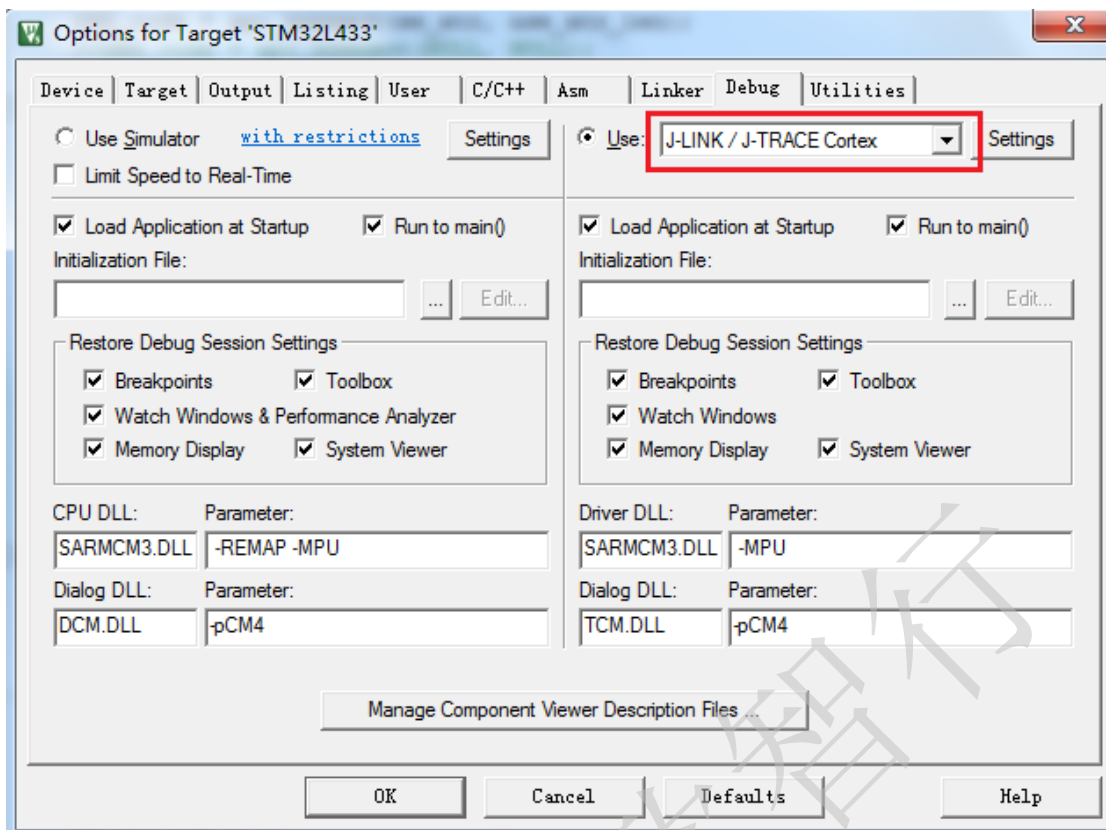 Options for Target 'STM32L433'
Device Target Output Listing User C/C++ Asm Linker Debug Utilities
Use Simulator with restrictions Settings
Limit Speed to Real-Time
Use: J-LINK / J-TRACE Cortex Settings
Load Application at Startup Run to main()
Initialization File:
... Edit...
Restore Debug Session Settings
Breakpoints Toolbox
Watch Windows & Performance Analyzer
Memory Display System Viewer
CPU DLL: Parameter:
SARMCM3.DLL -REMAP -MPU
Dialog DLL: Parameter:
DCM.DLL -pCM4
Load Application at Startup Run to main()
Initialization File:
... Edit...
Restore Debug Session Settings
Breakpoints Toolbox
Watch Windows
Memory Display System Viewer
Driver DLL: Parameter:
SARMCM3.DLL -MPU
Dialog DLL: Parameter:
TCM.DLL -pCM4
Manage Component Viewer Description Files ...
OK Cancel Defaults Help
智行